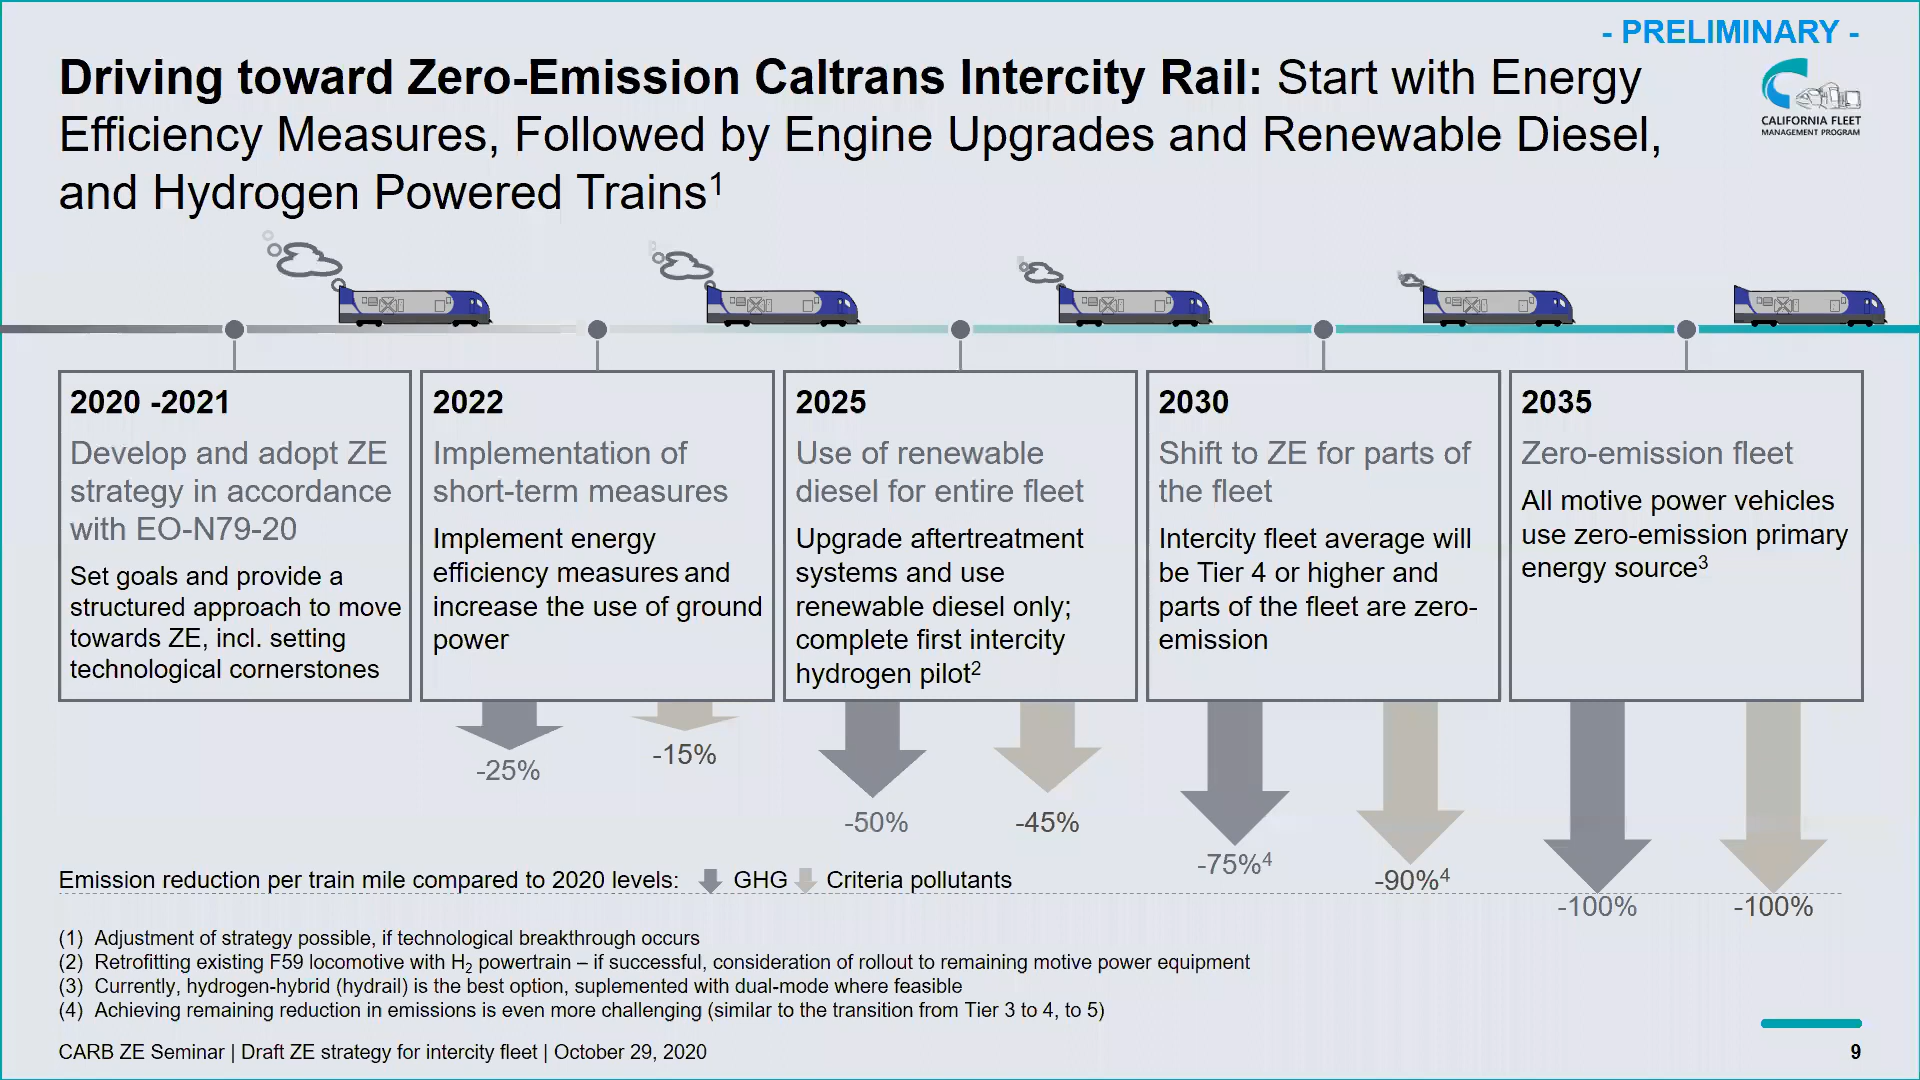 - PRELIMINARY -
Driving toward Zero-Emission Caltrans Intercity Rail: Start with Energy
Efficiency Measures, Followed by Engine Upgrades and Renewable Diesel,
and Hydrogen Powered Trains¹
CALIFORNIA FLEET
MANAGEMENT PROGRAM
2020 -2021
Develop and adopt ZE
strategy in accordance
with EO-N79-20
Set goals and provide a
structured approach to move
towards ZE, incl. setting
technological cornerstones
2022
Implementation of
short-term measures
Implement energy
efficiency measures and
increase the use of ground
power
2025
Use of renewable
diesel for entire fleet
Upgrade aftertreatment
systems and use
renewable diesel only;
complete first intercity
hydrogen pilot²
2030
Shift to ZE for parts of
the fleet
Intercity fleet average will
be Tier 4 or higher and
parts of the fleet are zero-
emission
2035
Zero-emission fleet
All motive power vehicles
use zero-emission primary
energy source³
-25%
-15%
-50%
-45%
-75%⁴
-90%⁴
-100%
-100%
Emission reduction per train mile compared to 2020 levels: GHG Criteria pollutants
(1) Adjustment of strategy possible, if technological breakthrough occurs
(2) Retrofitting existing F59 locomotive with H₂ powertrain – if successful, consideration of rollout to remaining motive power equipment
(3) Currently, hydrogen-hybrid (hydrail) is the best option, suplemented with dual-mode where feasible
(4) Achieving remaining reduction in emissions is even more challenging (similar to the transition from Tier 3 to 4, to 5)
CARB ZE Seminar | Draft ZE strategy for intercity fleet | October 29, 2020
9